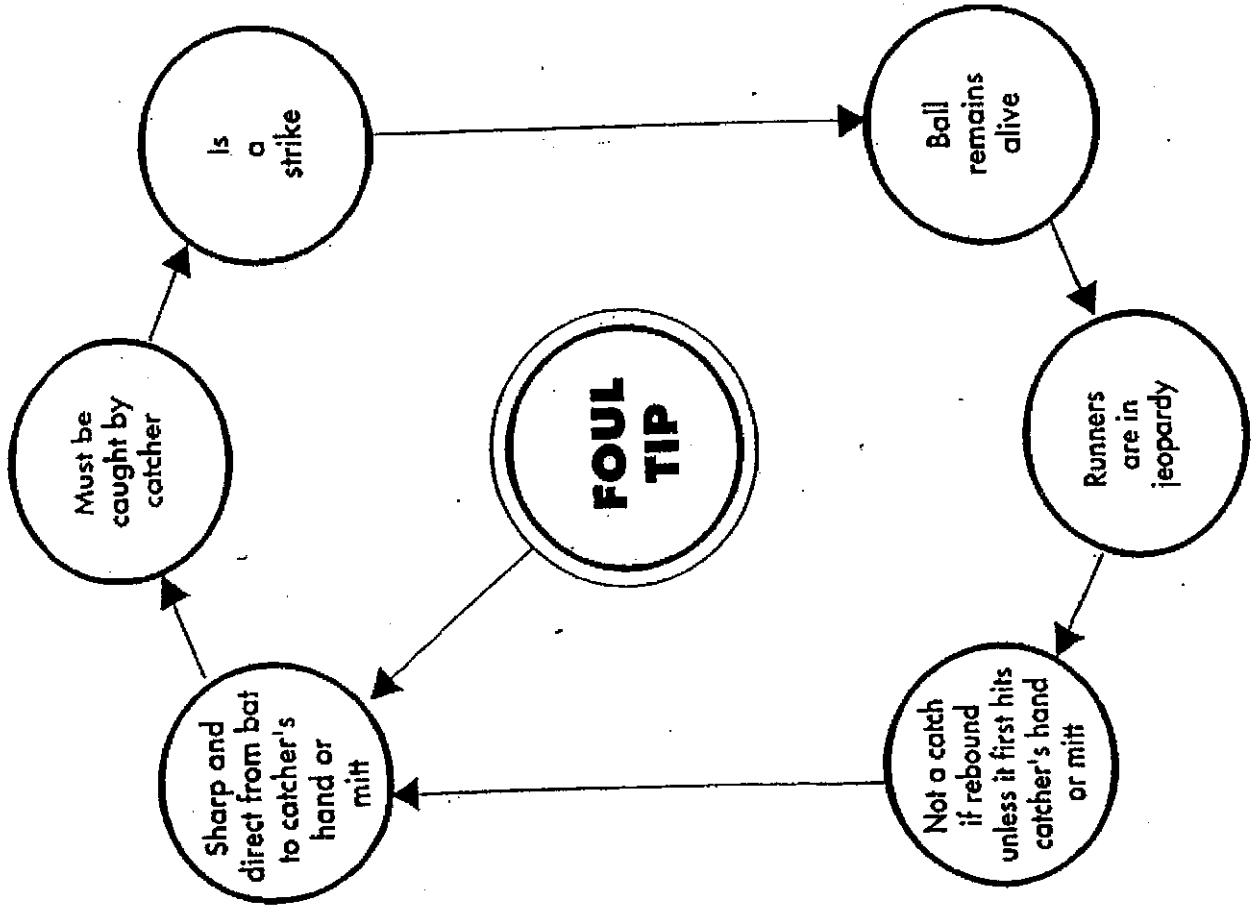 FOUL
TIP
Sharp and
direct from bat
to catcher's
hand or
mitt
Must be
caught by
catcher
Is
a
strike
Ball
remains
alive
Runners
are in
jeopardy
Not a catch
if rebound
unless it first hits
catcher's hand
or mitt